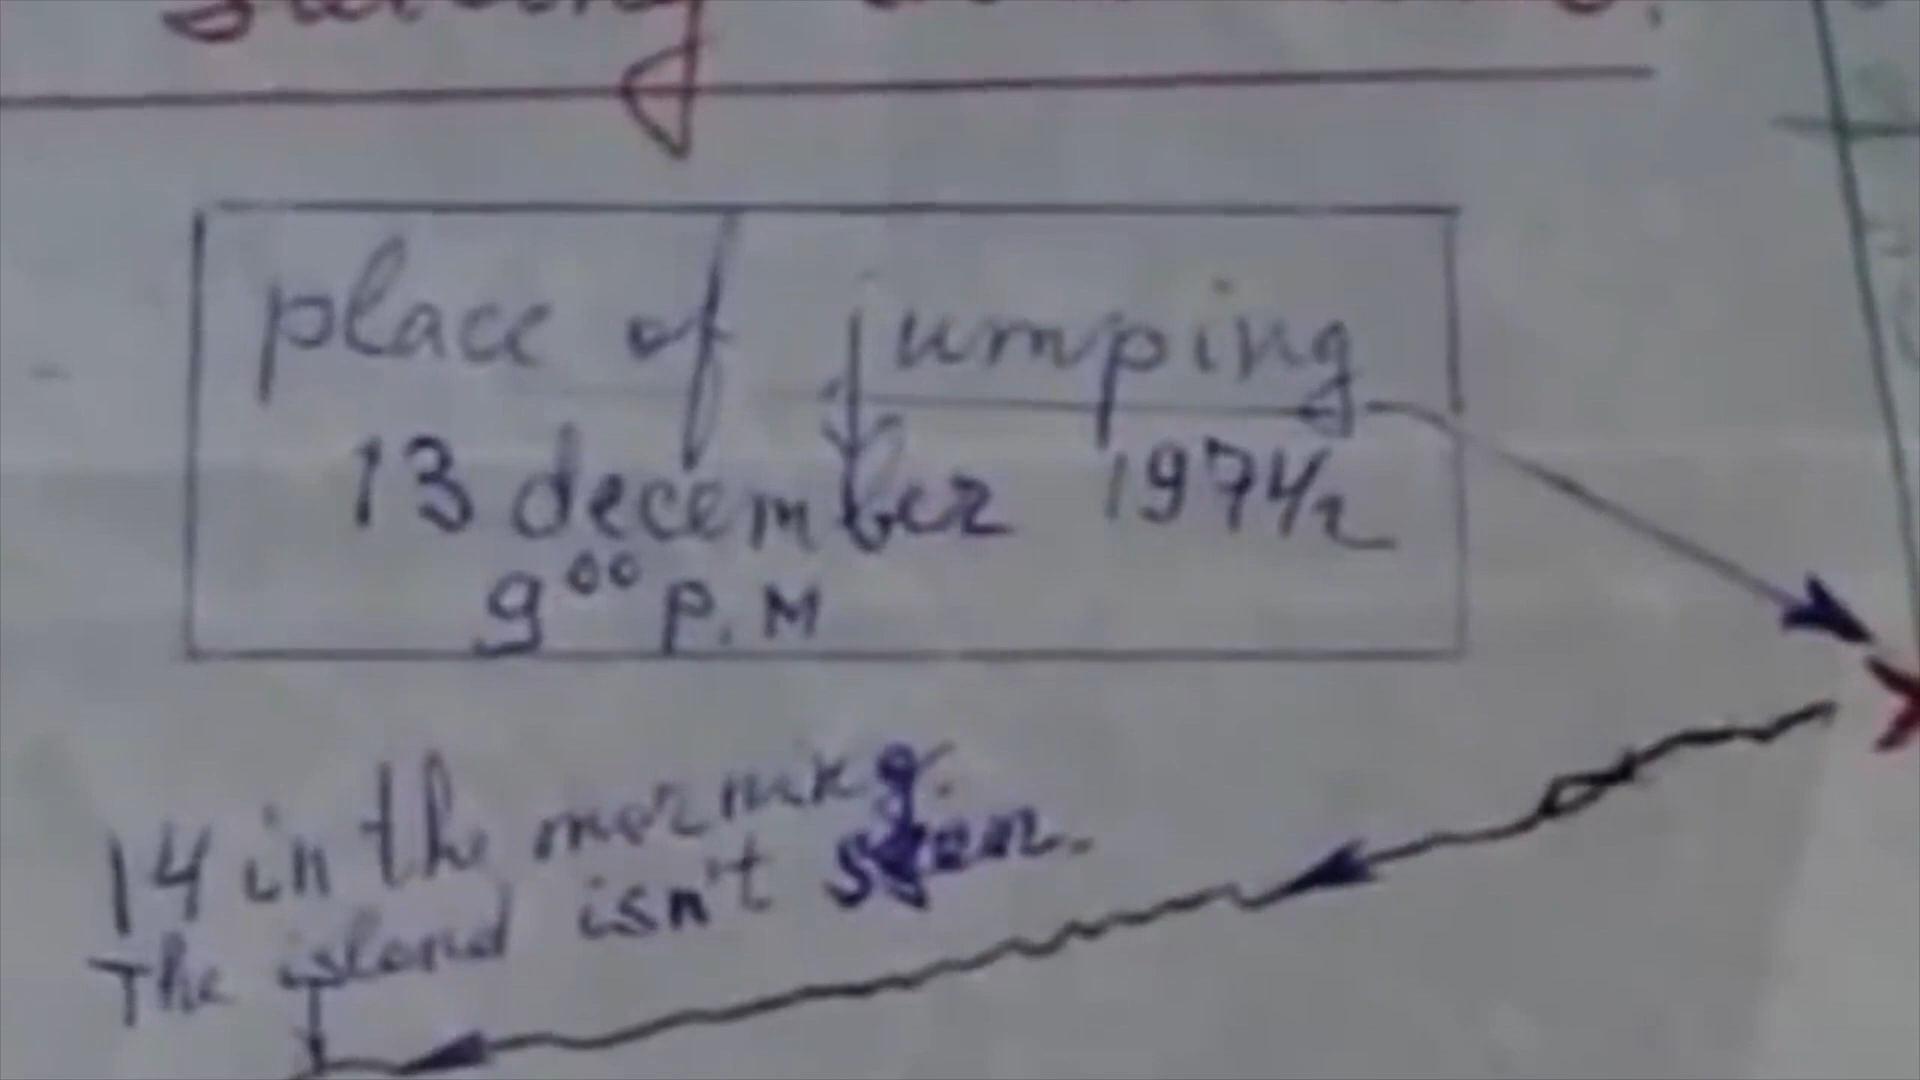 place of jumping
13 december 1974
9⁰⁰ P.M
14 in the morning.
The island isn't seen.